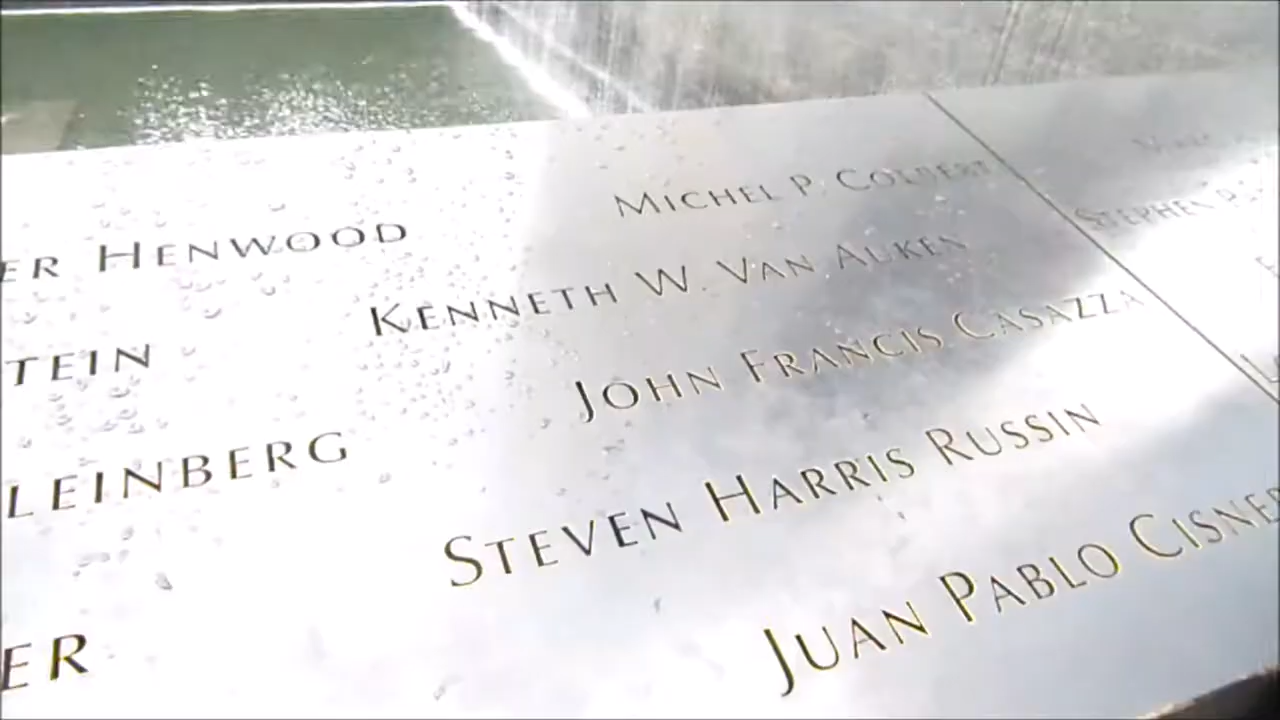 MICHEL P. COLBERT
ER HENWOOD
KENNETH W. VAN AUKEN
STEPHEN P.
TEIN
JOHN FRANCIS CASAZZA
LEINBERG
STEVEN HARRIS RUSSIN
ER
JUAN PABLO CISNE